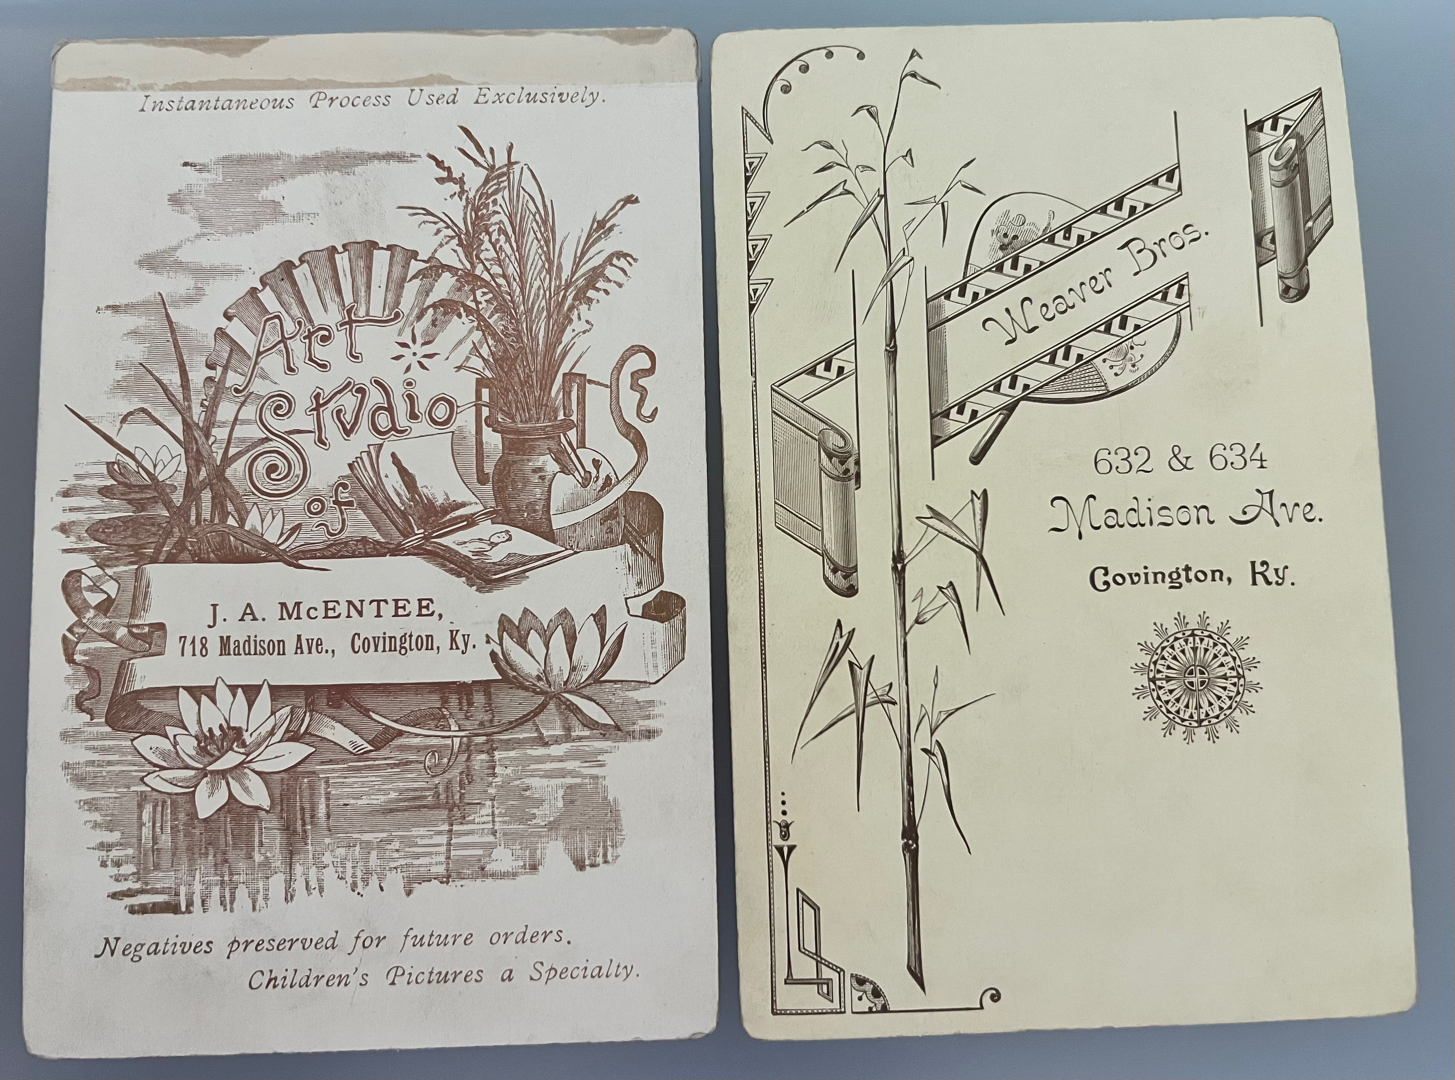 Instantaneous Process Used Exclusively.
Art
Studio
of
J. A. McENTEE,
718 Madison Ave., Covington, Ky.
Negatives preserved for future orders.
Children's Pictures a Specialty.
Weaver Bros.
632 & 634
Madison Ave.
Covington, Ky.